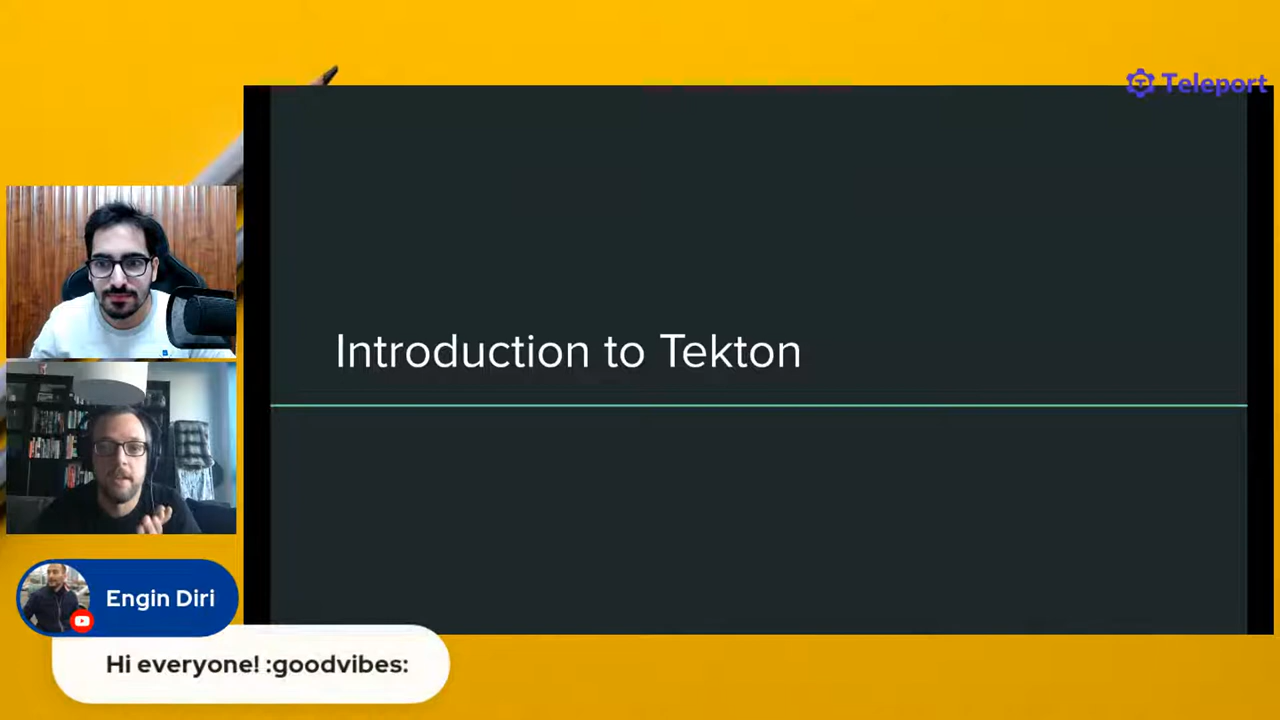 Teleport
Introduction to Tekton
Engin Diri
Hi everyone! :goodvibes: